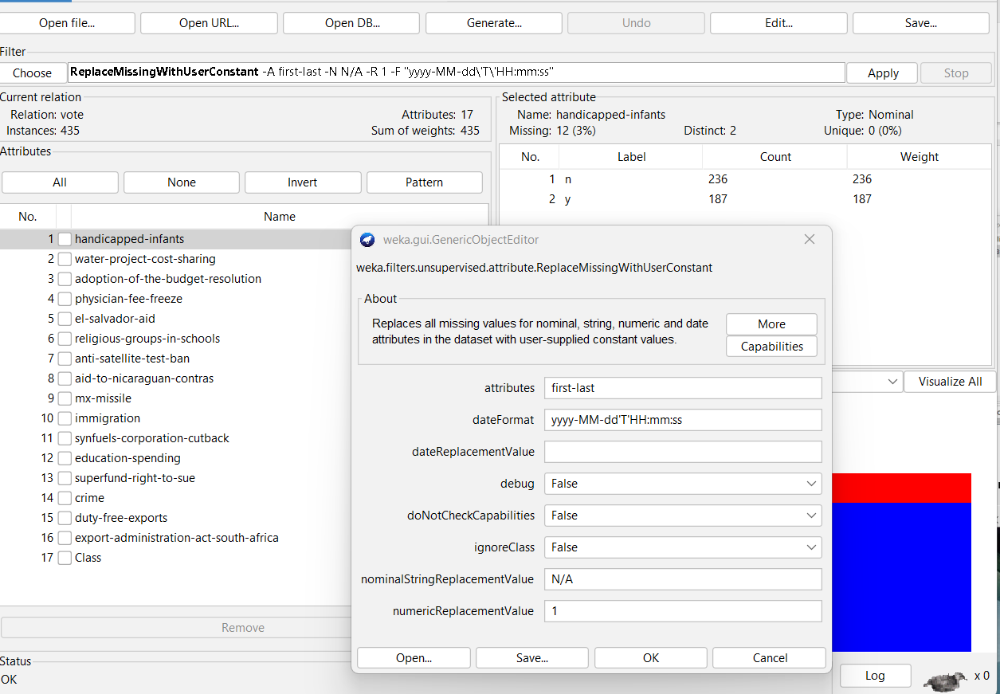 Open file... Open URL... Open DB... Generate... Undo Edit... Save...
Filter
Choose ReplaceMissingWithUserConstant -A first-last -N N/A -R 1 -F "yyyy-MM-dd\'T\'HH:mm:ss" Apply Stop
Current relation
Relation: vote Attributes: 17
Instances: 435 Sum of weights: 435
Selected attribute
Name: handicapped-infants Type: Nominal
Missing: 12 (3%) Distinct: 2 Unique: 0 (0%)
No. Label Count Weight
1 n 236 236
2 y 187 187
Attributes
All None Invert Pattern
No. Name
1 handicapped-infants
2 water-project-cost-sharing
3 adoption-of-the-budget-resolution
4 physician-fee-freeze
5 el-salvador-aid
6 religious-groups-in-schools
7 anti-satellite-test-ban
8 aid-to-nicaraguan-contras
9 mx-missile
10 immigration
11 synfuels-corporation-cutback
12 education-spending
13 superfund-right-to-sue
14 crime
15 duty-free-exports
16 export-administration-act-south-africa
17 Class
Remove
Status
OK
weka.gui.GenericObjectEditor
weka.filters.unsupervised.attribute.ReplaceMissingWithUserConstant
About
Replaces all missing values for nominal, string, numeric and date
attributes in the dataset with user-supplied constant values.
More
Capabilities
attributes first-last
dateFormat yyyy-MM-dd'T'HH:mm:ss
dateReplacementValue
debug False
doNotCheckCapabilities False
ignoreClass False
nominalStringReplacementValue N/A
numericReplacementValue 1
Open... Save... OK Cancel
Visualize All
Log x 0